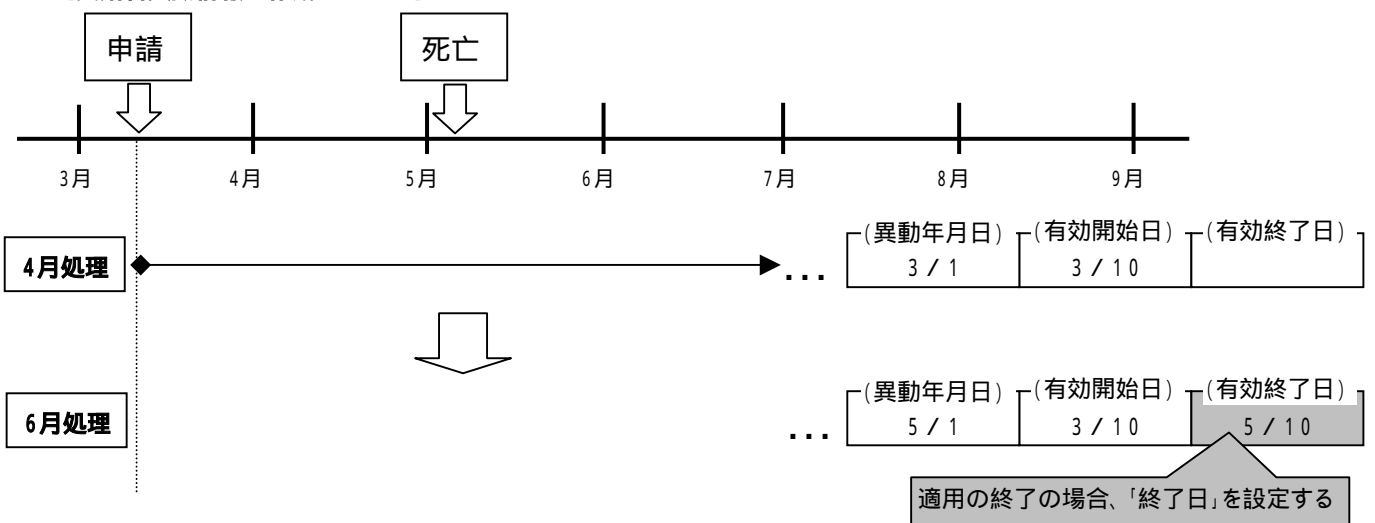 申請
死亡
3月
4月
5月
6月
7月
8月
9月
4月処理
...
(異動年月日)
(有効開始日)
(有効終了日)
3/1
3/10
6月処理
...
(異動年月日)
(有効開始日)
(有効終了日)
5/1
3/10
5/10
適用の終了の場合、「終了日」を設定する